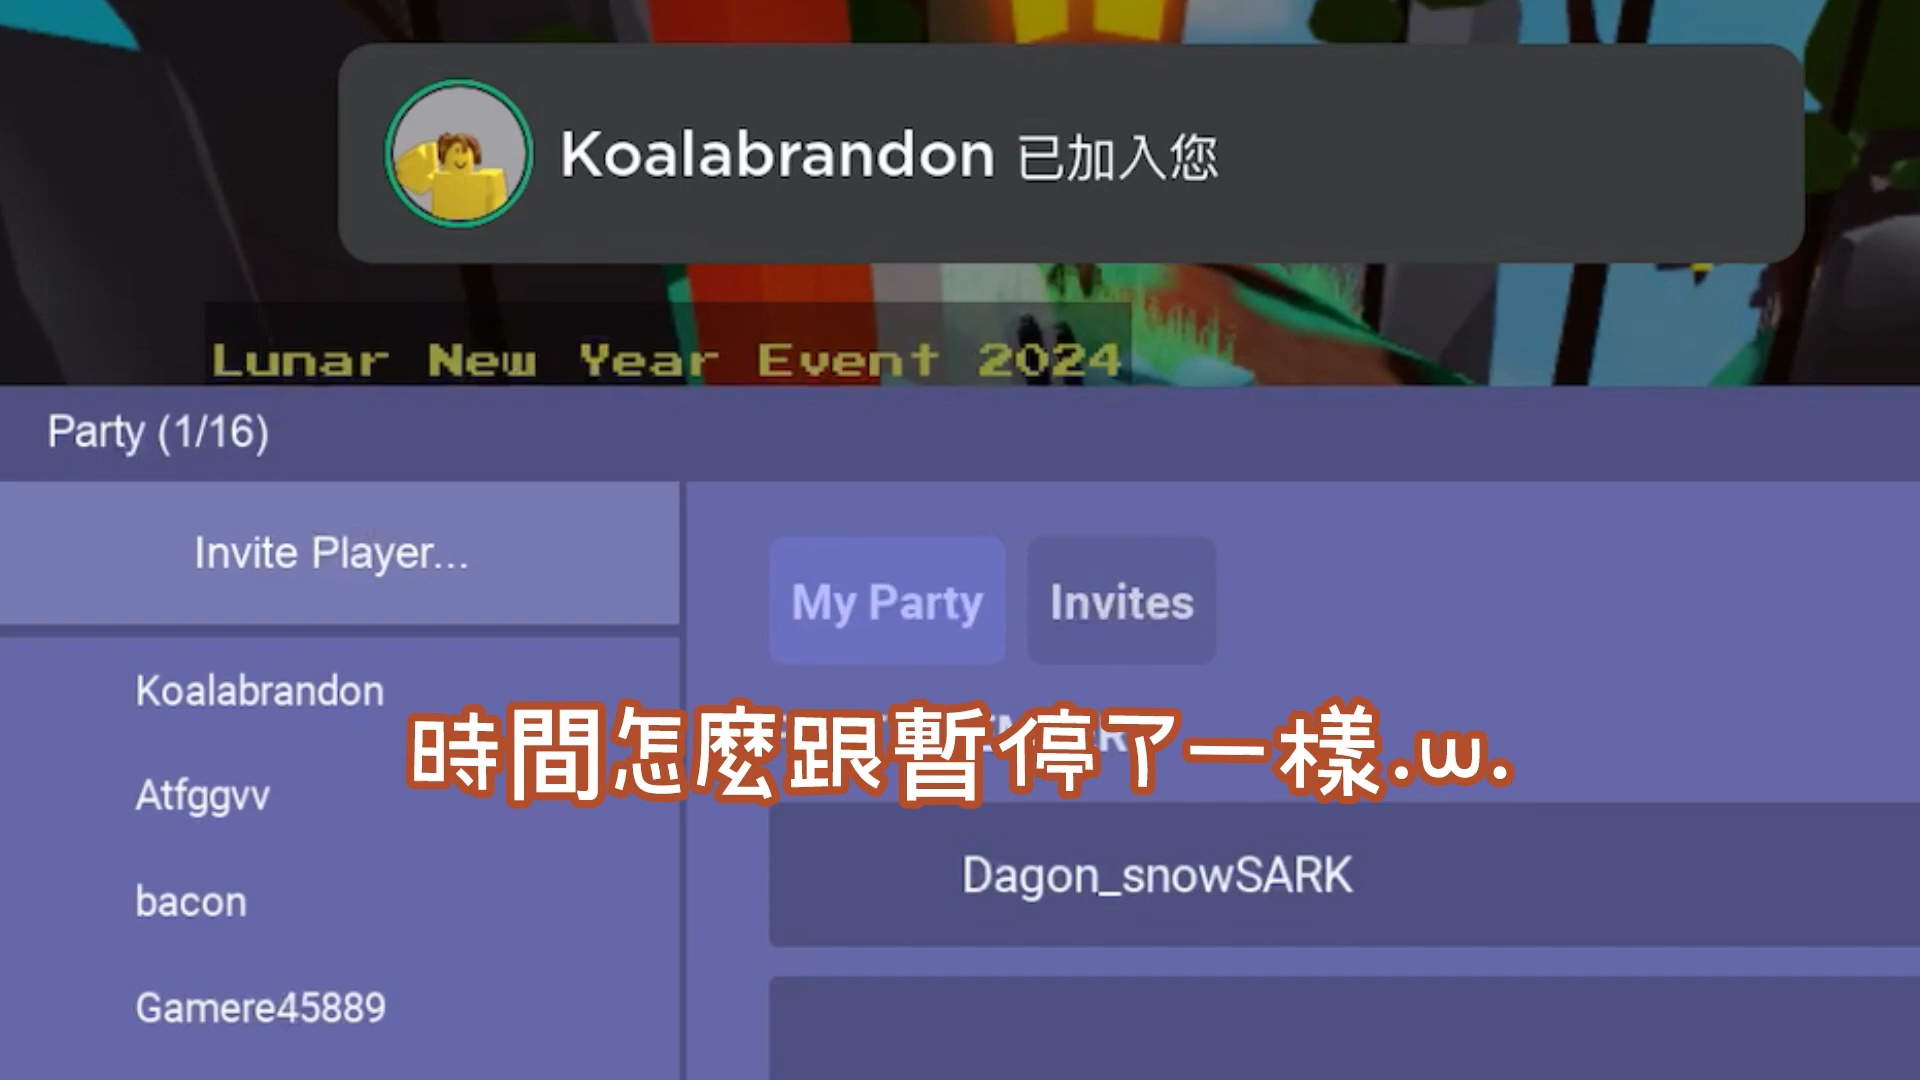 Koalabrandon 已加入您
Lunar New Year Event 2024
Party (1/16)
Invite Player...
My Party
Invites
Koalabrandon
時間怎麼跟暫停了一樣.w.
Atfggvv
Dagon_snowSARK
bacon
Gamere45889